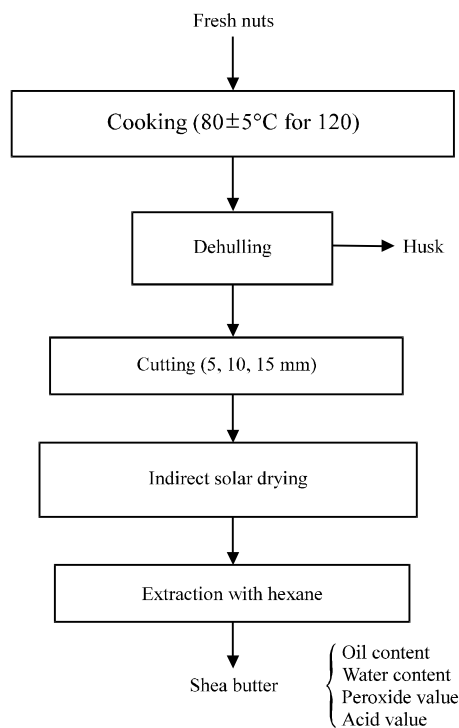 Fresh nuts
Cooking (80±5°C for 120)
Dehulling
Husk
Cutting (5, 10, 15 mm)
Indirect solar drying
Extraction with hexane
Shea butter
Oil content
Water content
Peroxide value
Acid value